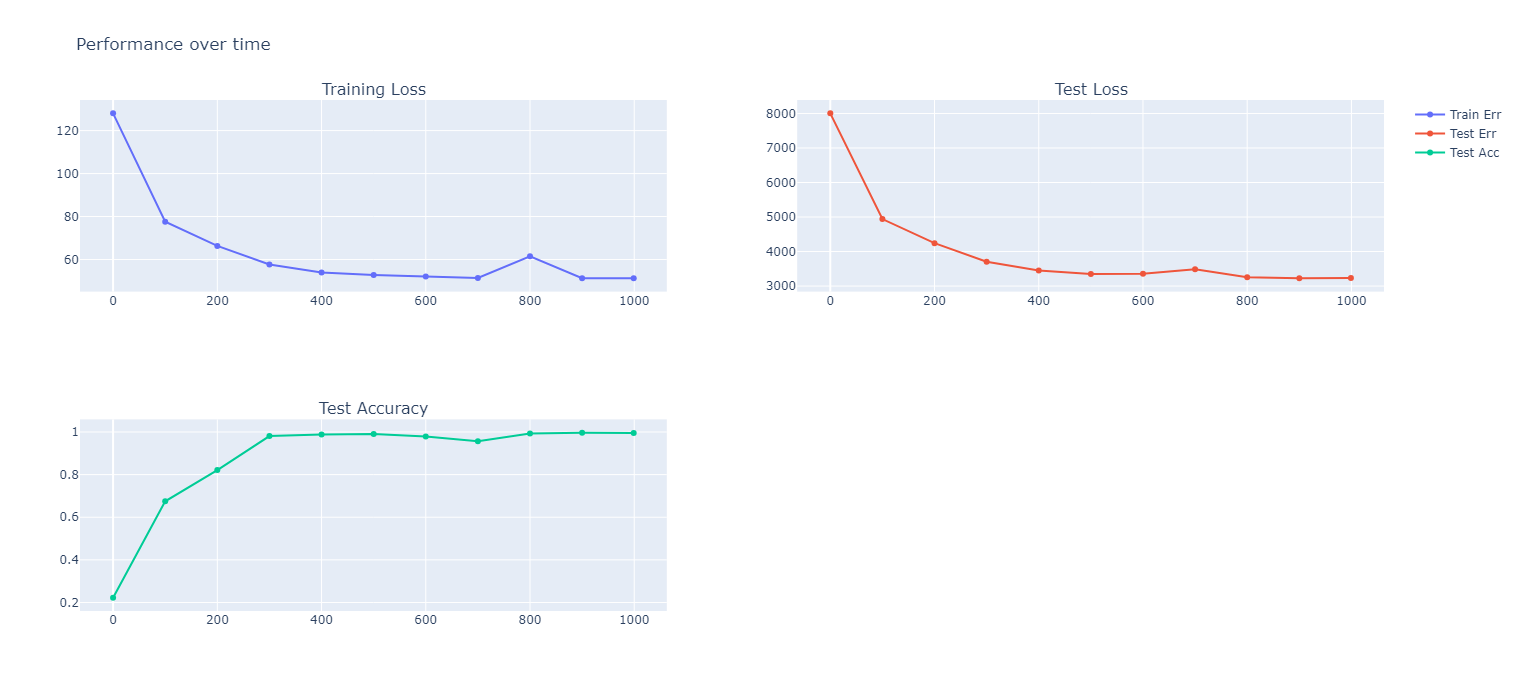 Performance over time
Training Loss
120
100
80
60
0 200 400 600 800 1000
Test Loss
8000
7000
6000
5000
4000
3000
0 200 400 600 800 1000
Train Err
Test Err
Test Acc
Test Accuracy
1
0.8
0.6
0.4
0.2
0 200 400 600 800 1000